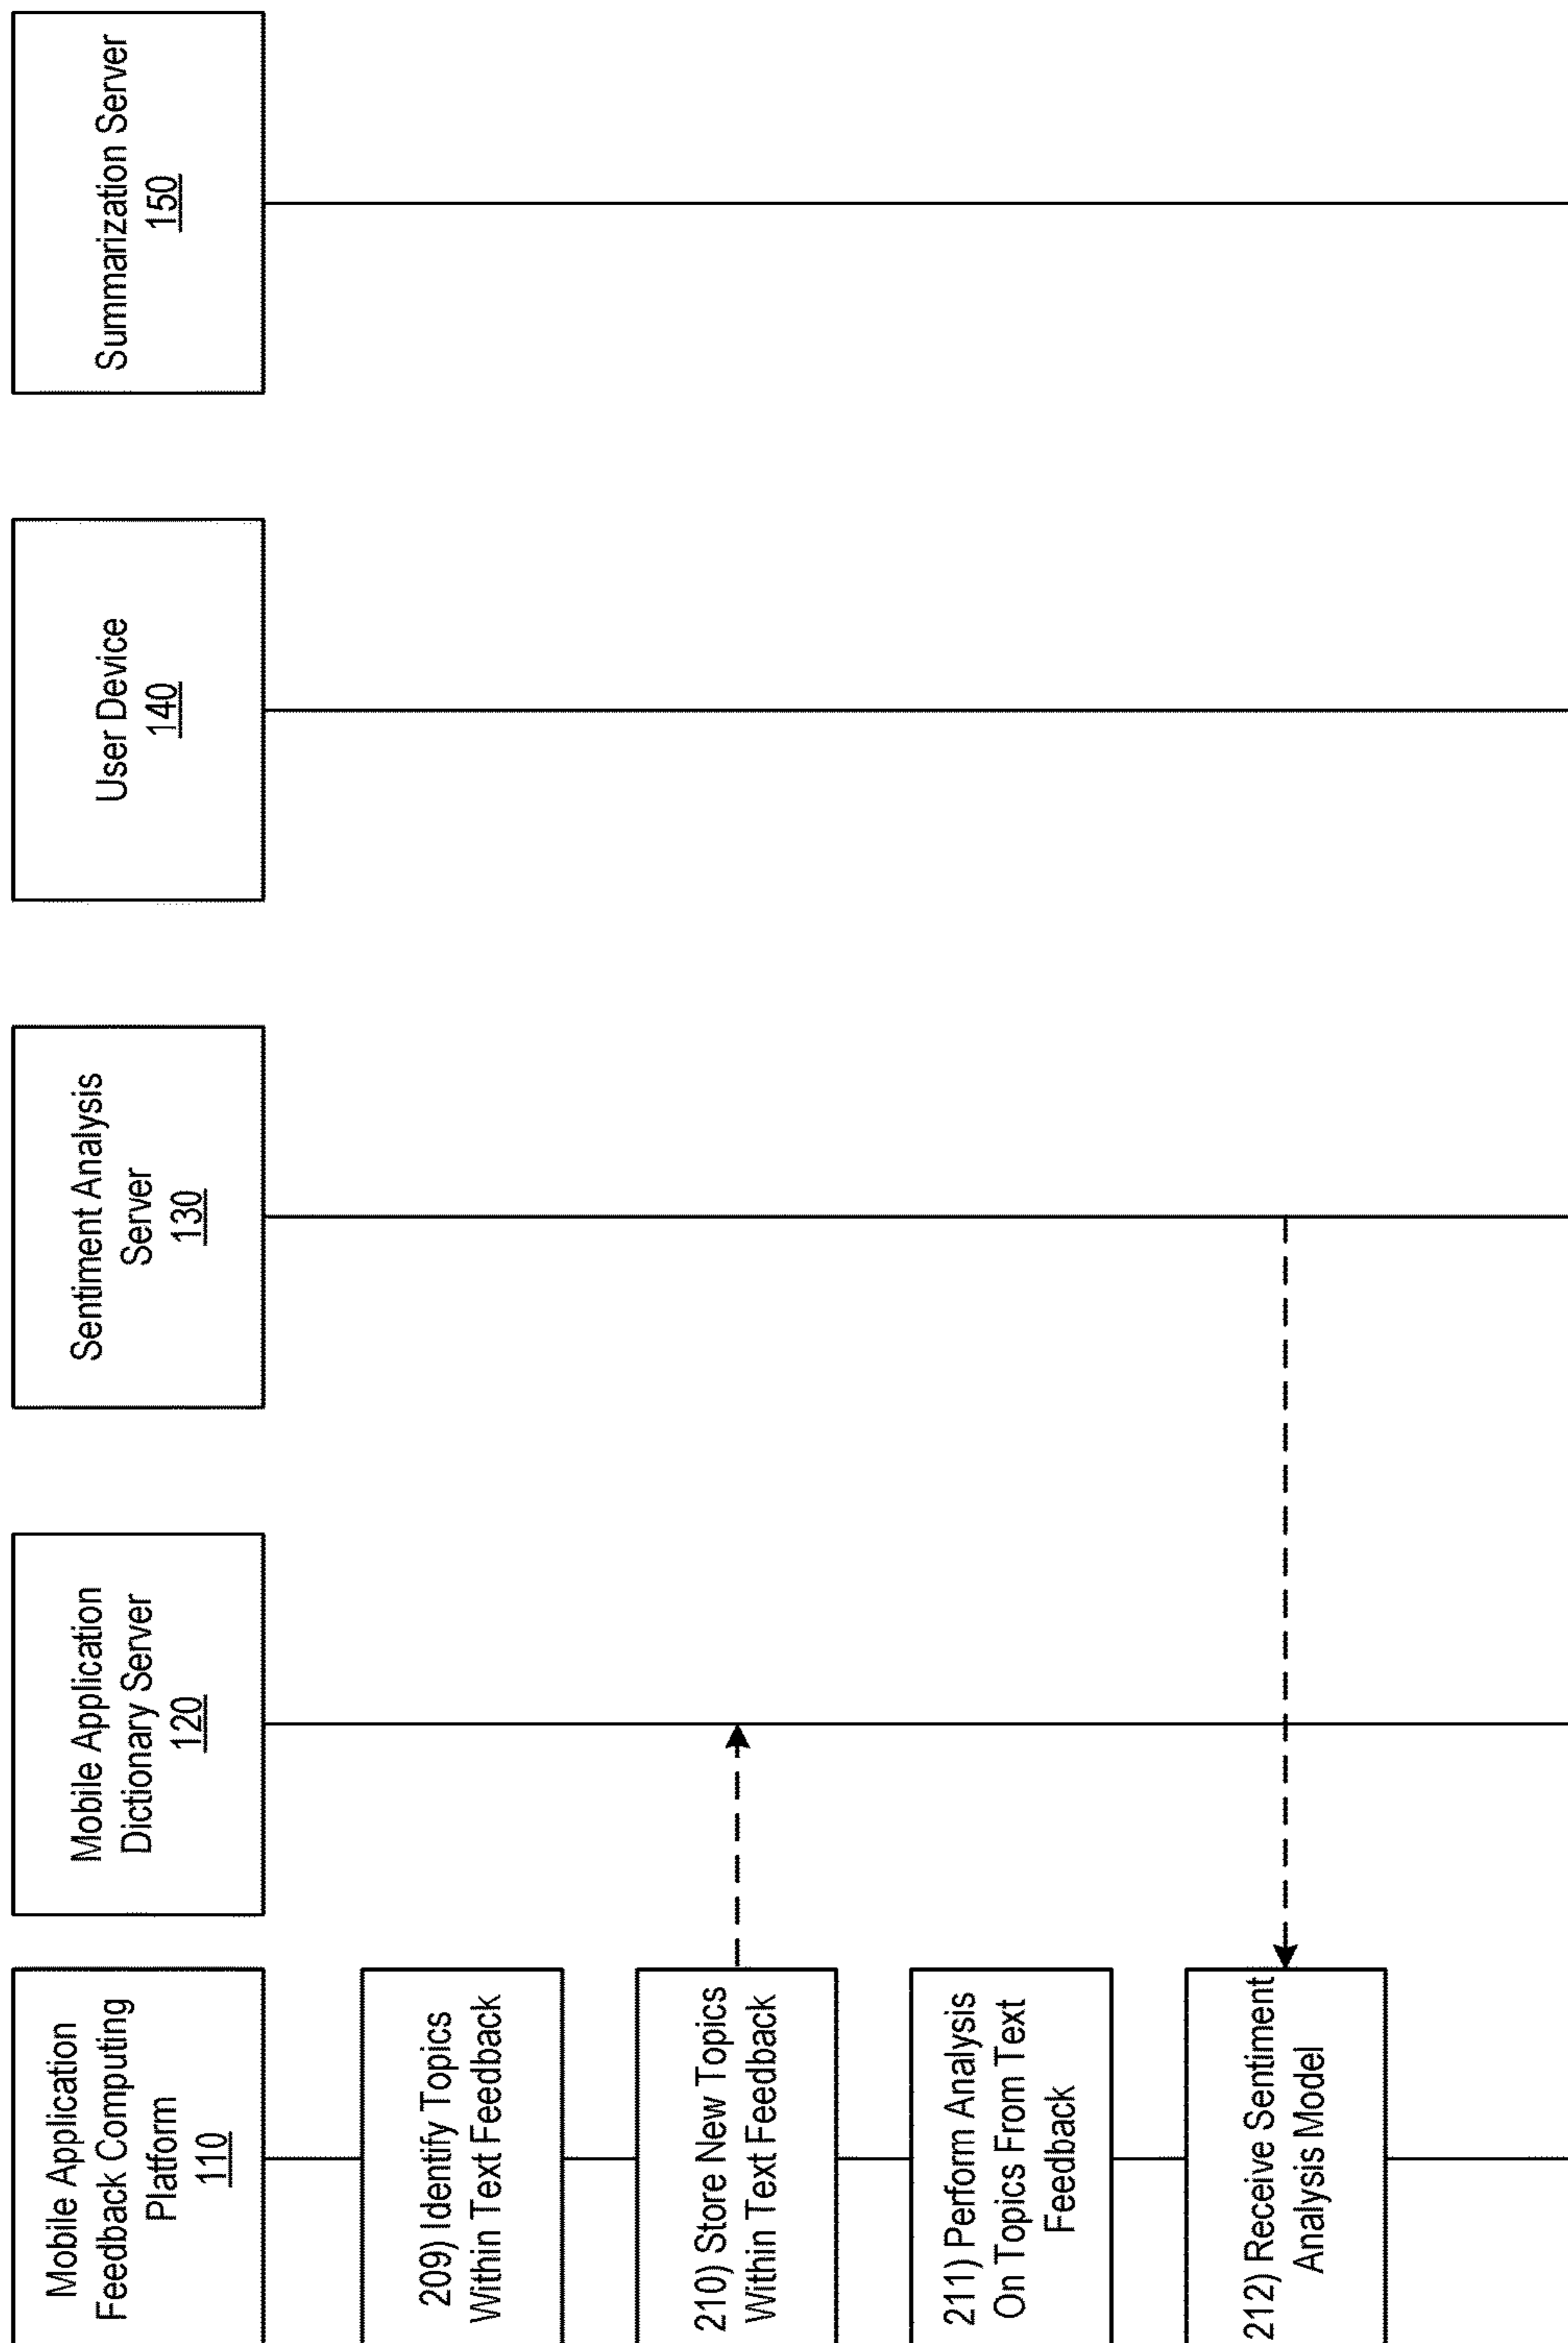 Mobile Application
Feedback Computing
Platform
110
Mobile Application
Dictionary Server
120
Sentiment Analysis
Server
130
User Device
140
Summarization Server
150
209) Identify Topics
Within Text Feedback
210) Store New Topics
Within Text Feedback
211) Perform Analysis
On Topics From Text
Feedback
212) Receive Sentiment
Analysis Model